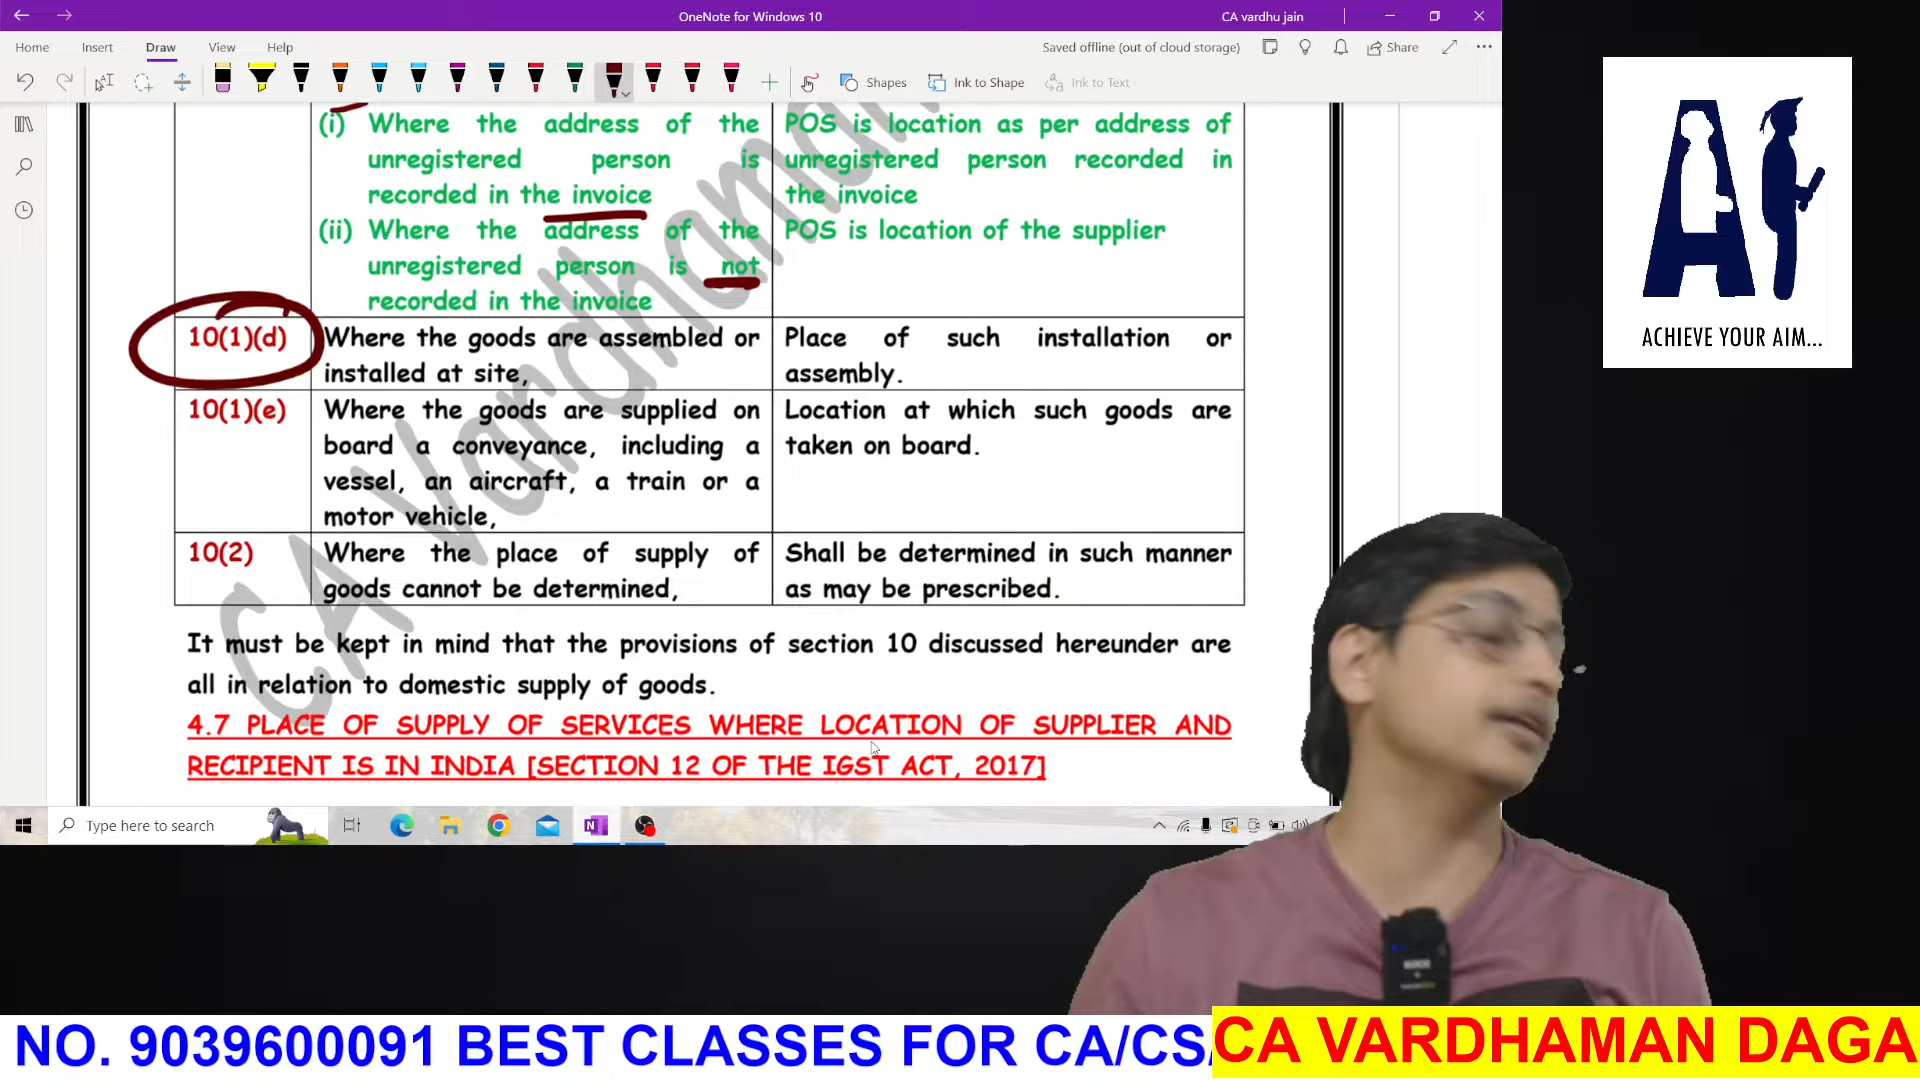 OneNote for Windows 10
CA vardhu jain
Home Insert Draw View Help
Saved offline (out of cloud storage) Share
Shapes Ink to Shape Ink to Text
(i) Where the address of the unregistered person is recorded in the invoice
POS is location as per address of unregistered person recorded in the invoice
(ii) Where the address of the unregistered person is not recorded in the invoice
POS is location of the supplier
10(1)(d)
Where the goods are assembled or installed at site,
Place of such installation or assembly.
10(1)(e)
Where the goods are supplied on board a conveyance, including a vessel, an aircraft, a train or a motor vehicle,
Location at which such goods are taken on board.
10(2)
Where the place of supply of goods cannot be determined,
Shall be determined in such manner as may be prescribed.
It must be kept in mind that the provisions of section 10 discussed hereunder are
all in relation to domestic supply of goods.
4.7 PLACE OF SUPPLY OF SERVICES WHERE LOCATION OF SUPPLIER AND
RECIPIENT IS IN INDIA [SECTION 12 OF THE IGST ACT, 2017]
CA Vardhaman
Type here to search
A
ACHIEVE YOUR AIM...
NO. 9039600091 BEST CLASSES FOR CA/CS
CA VARDHAMAN DAGA